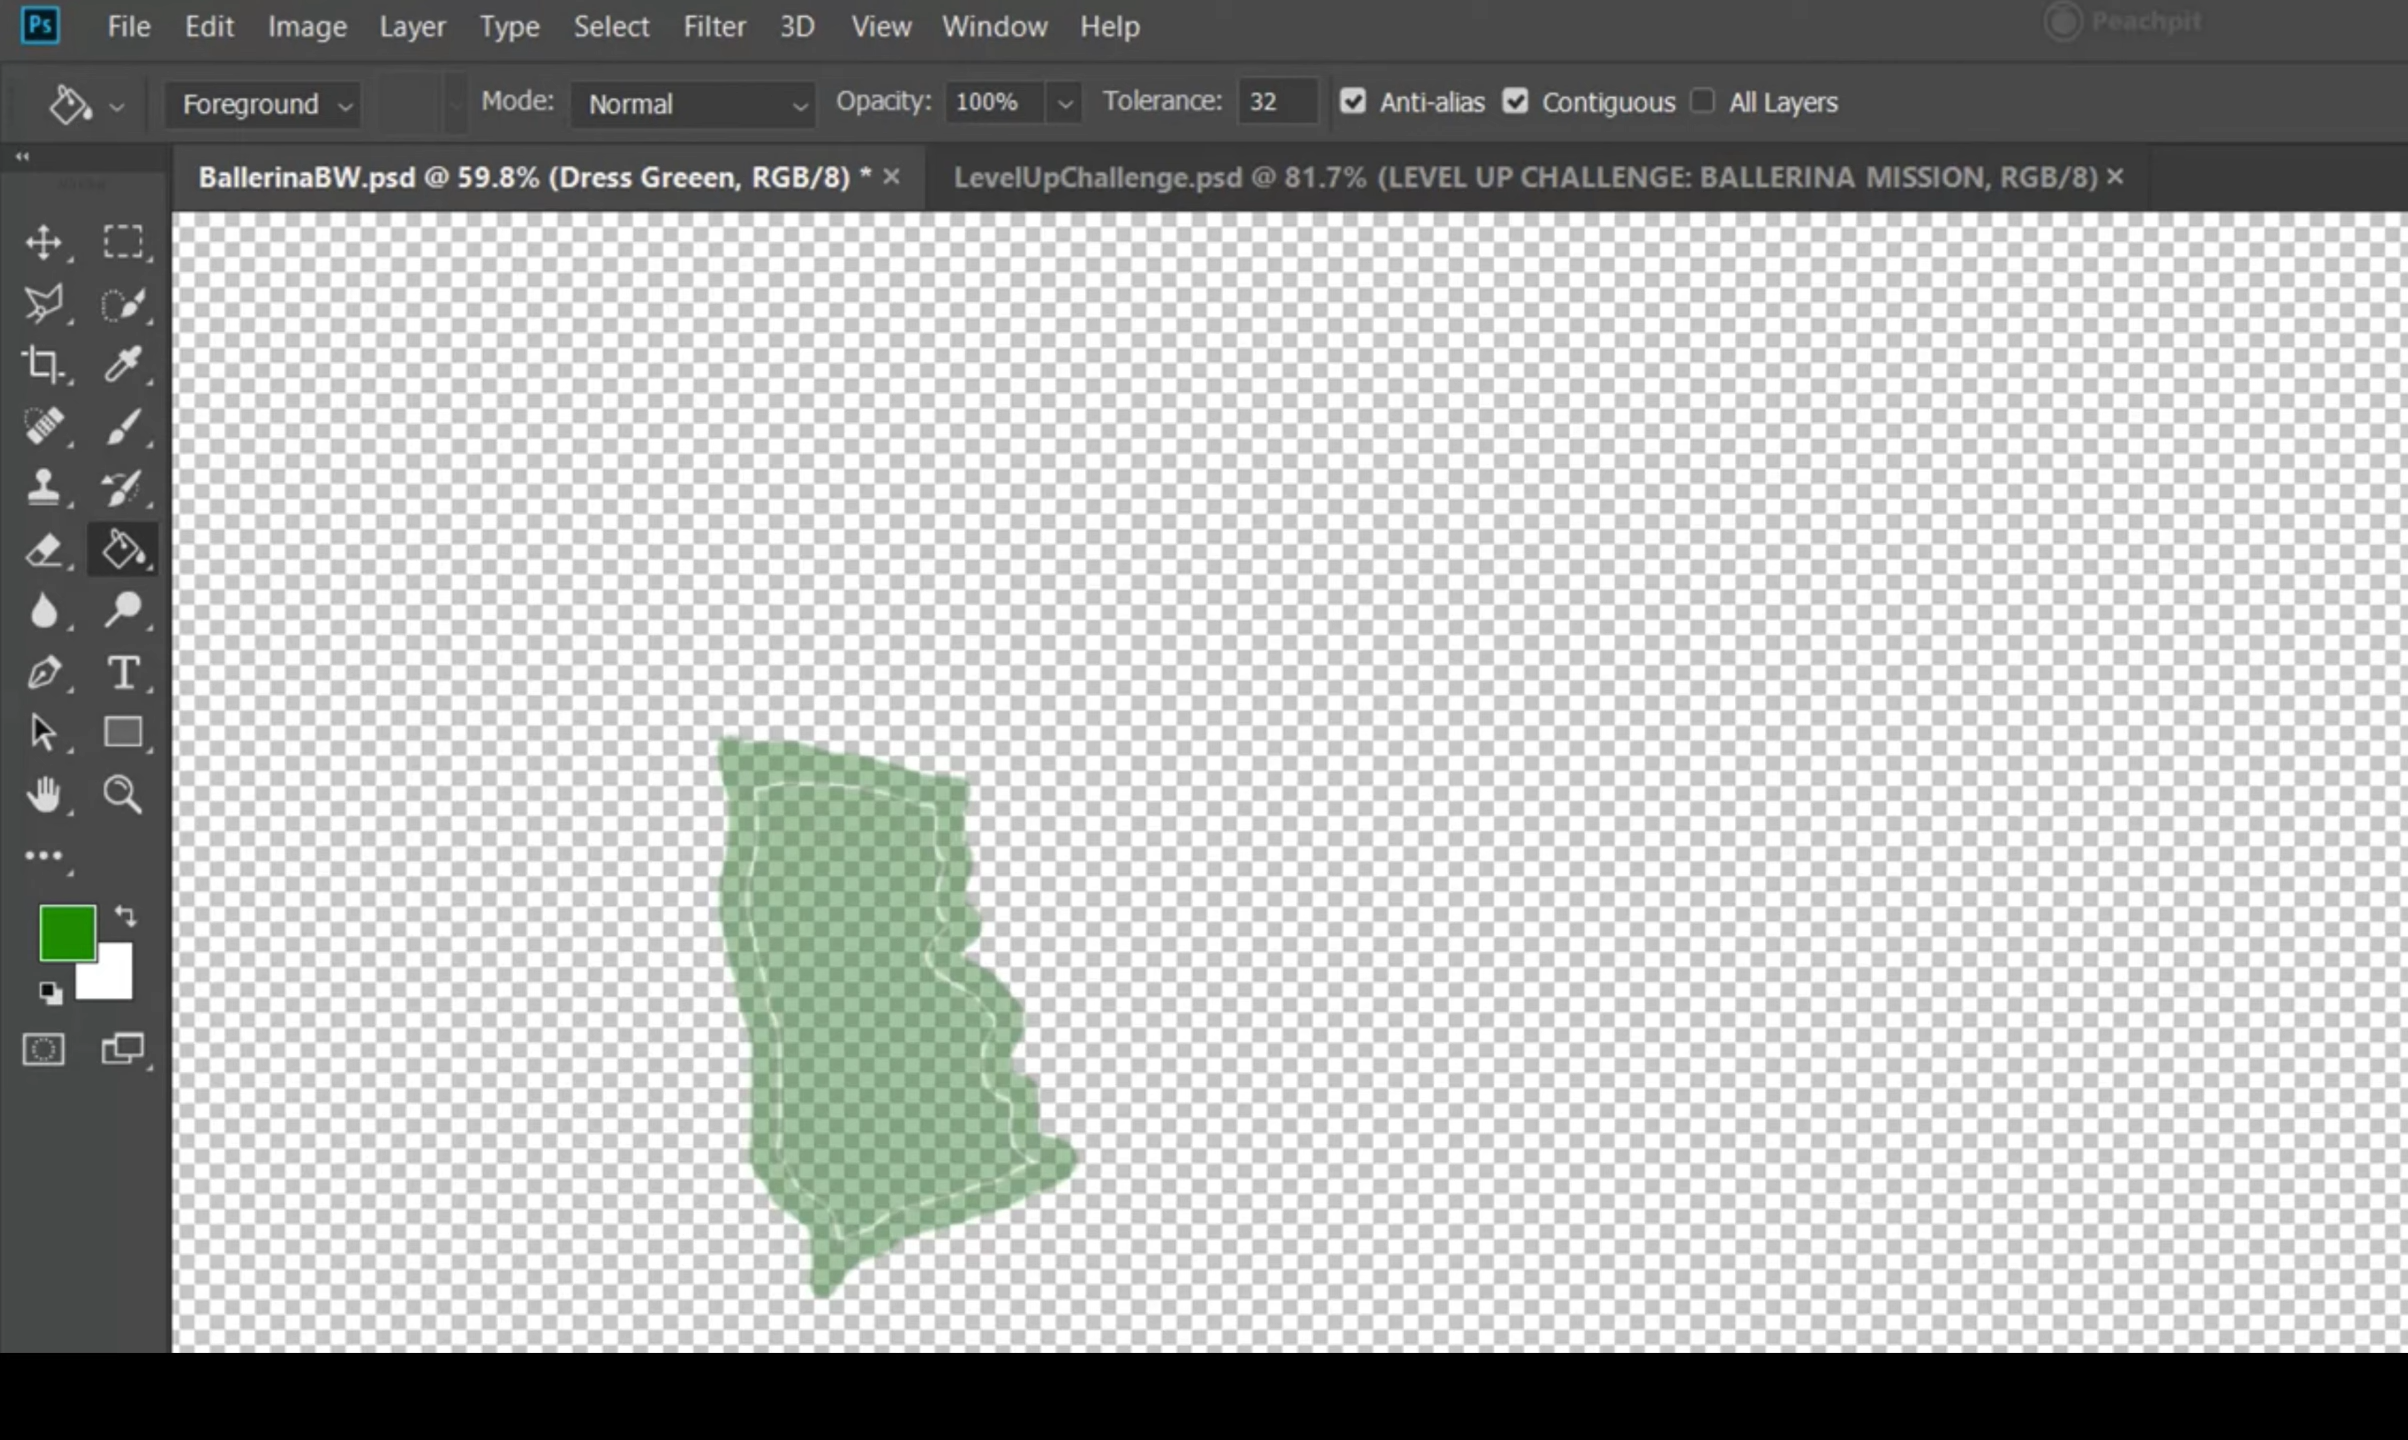 Ps File Edit Image Layer Type Select Filter 3D View Window Help Peachpit
Foreground Mode: Normal Opacity: 100% Tolerance: 32 Anti-alias Contiguous All Layers
BallerinaBW.psd @ 59.8% (Dress Greeen, RGB/8) * × LevelUpChallenge.psd @ 81.7% (LEVEL UP CHALLENGE: BALLERINA MISSION, RGB/8) ×
T